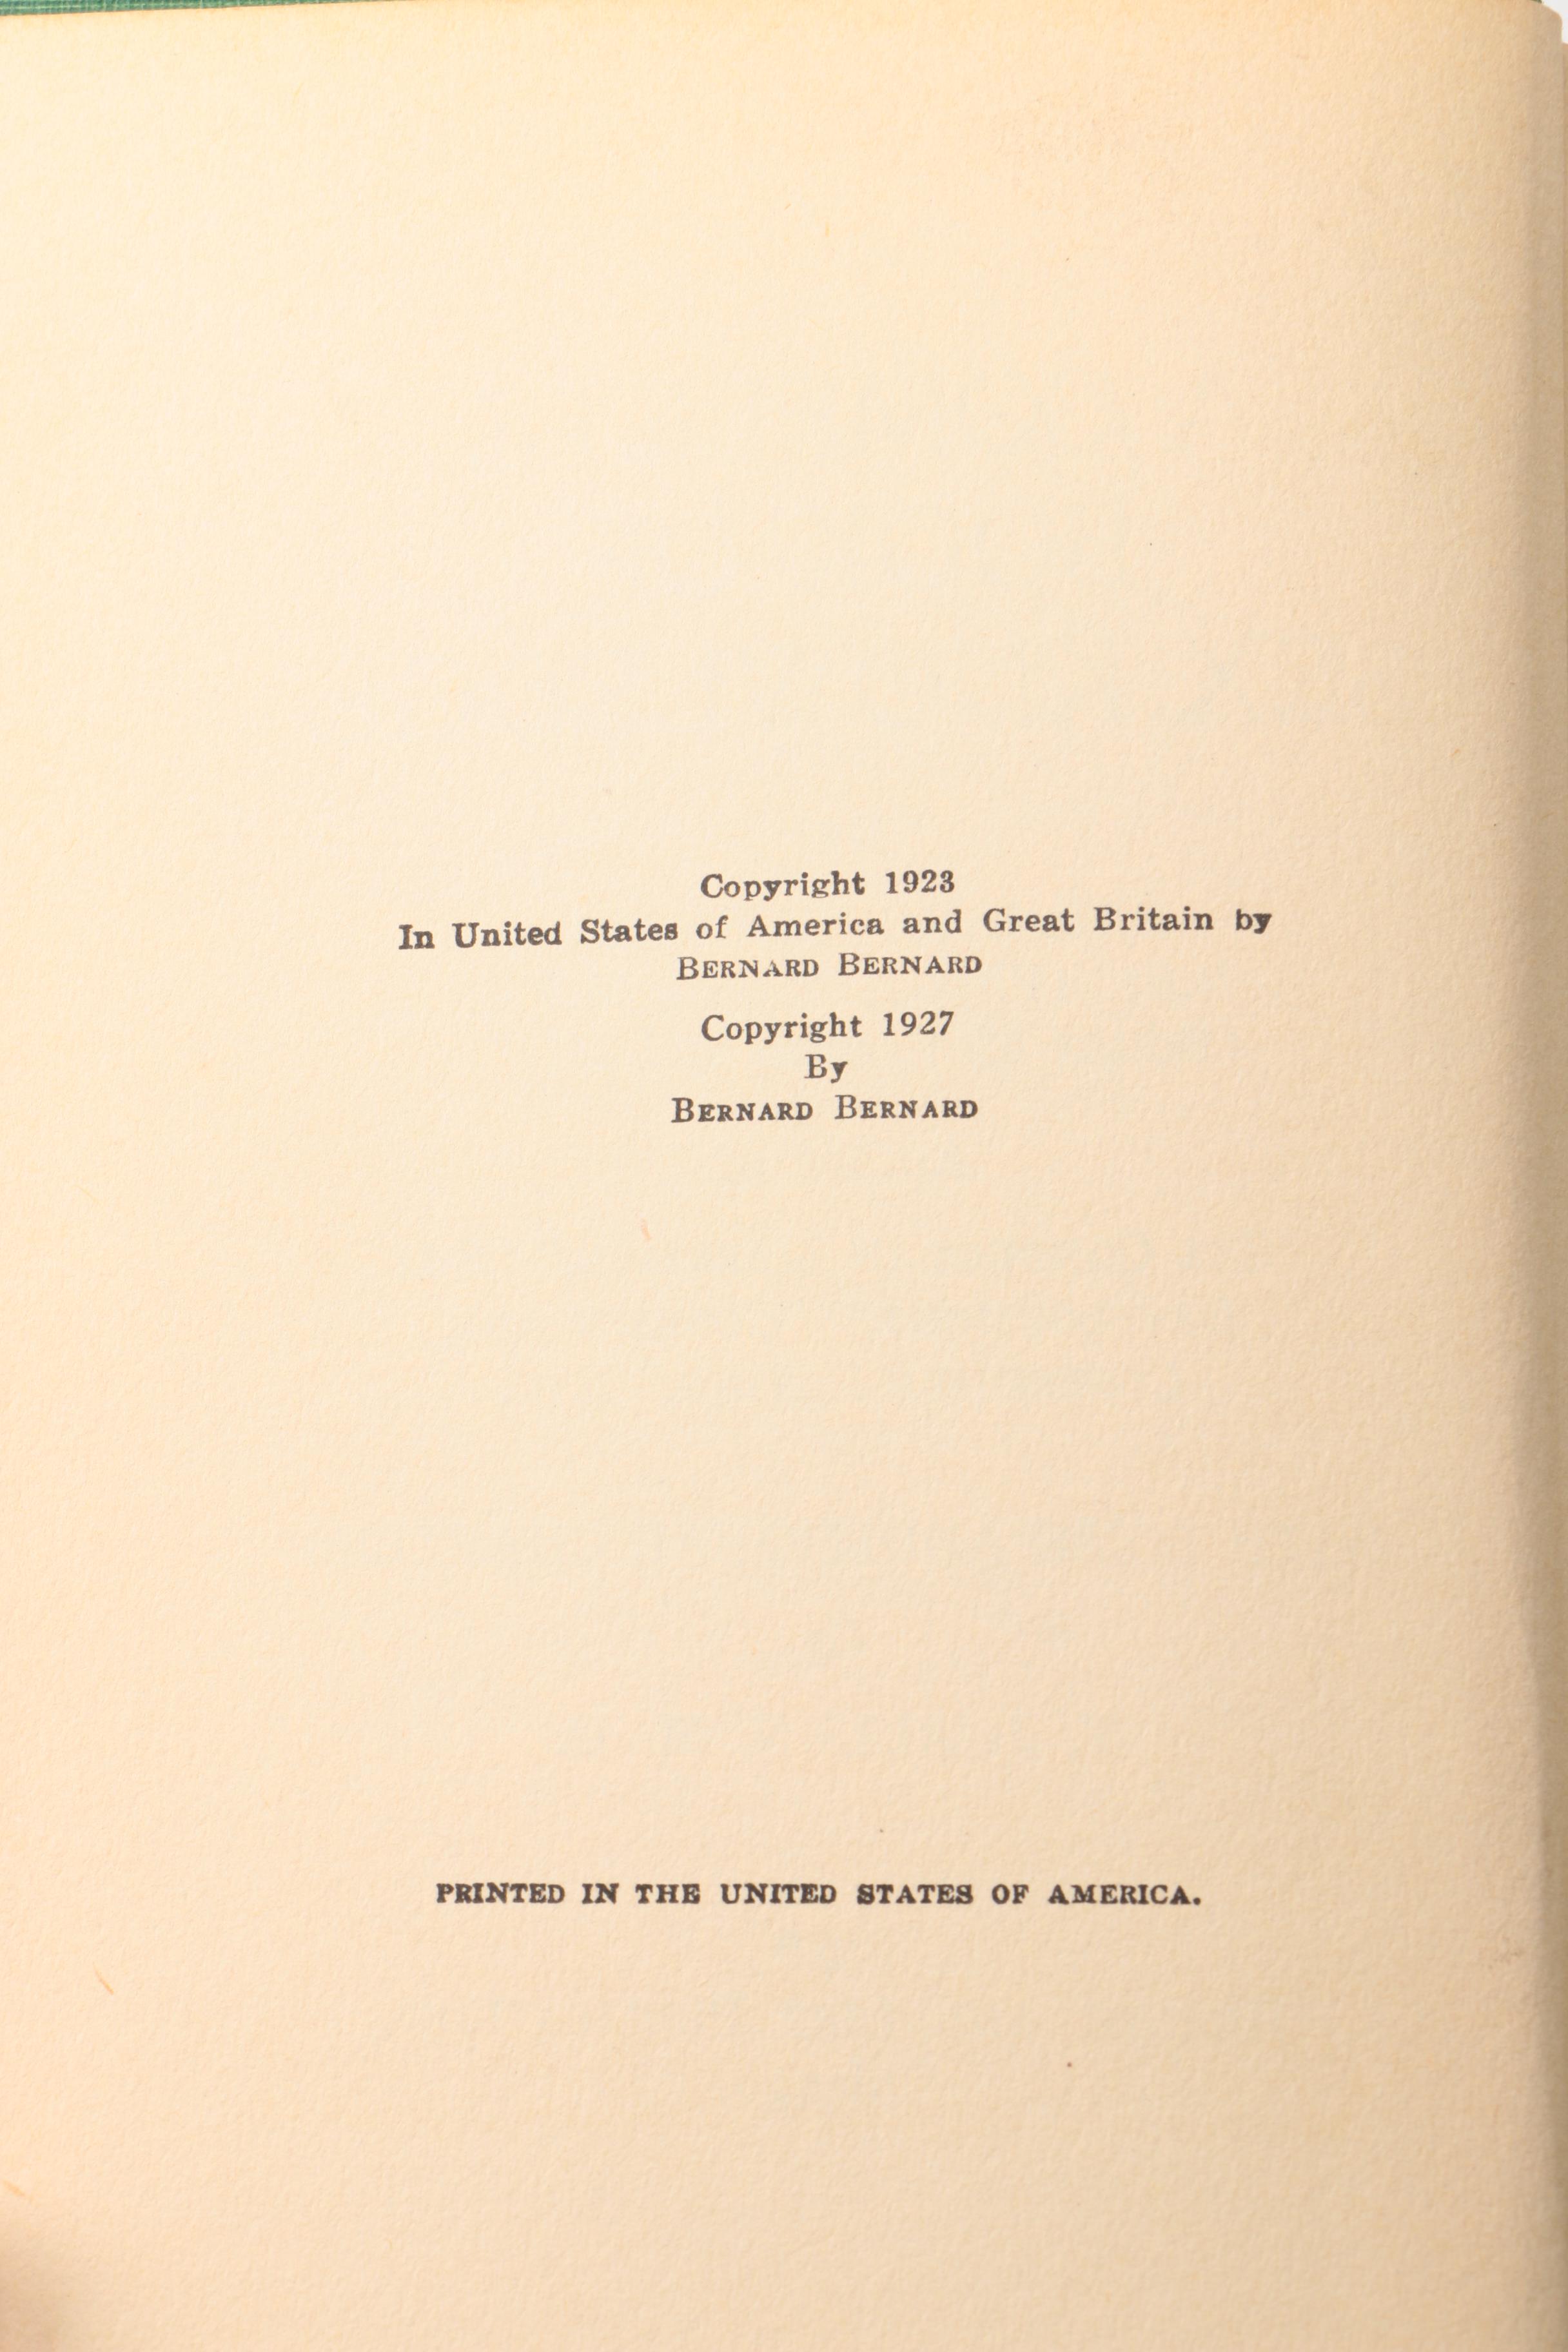 Copyright 1923
In United States of America and Great Britain by
BERNARD BERNARD
Copyright 1927
By
BERNARD BERNARD
PRINTED IN THE UNITED STATES OF AMERICA.